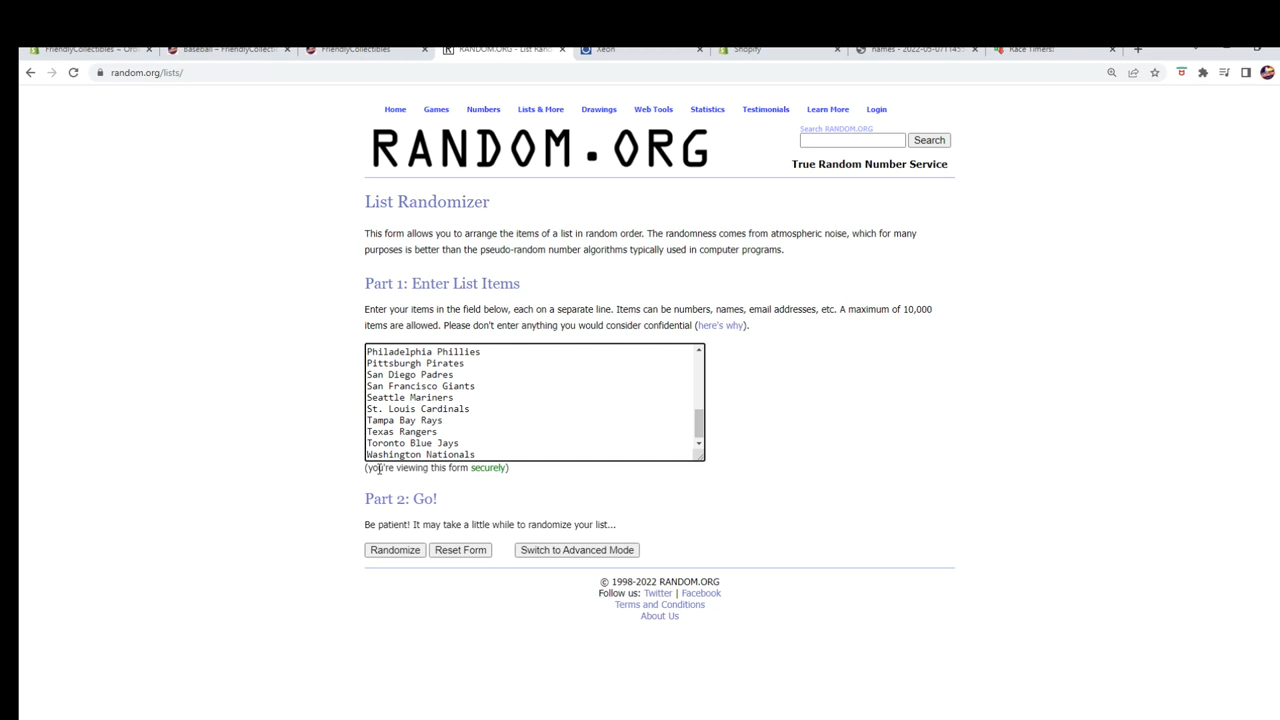 FriendlyCollectibles ~ Ord
Baseball – FriendlyCollecti
FriendlyCollectibles
RANDOM.ORG - List Rand
Xeon
Shopify
names - 2022-05-07T1455
Race Timers!
random.org/lists/
Home Games Numbers Lists & More Drawings Web Tools Statistics Testimonials Learn More Login
RANDOM.ORG
Search RANDOM.ORG
Search
True Random Number Service
List Randomizer
This form allows you to arrange the items of a list in random order. The randomness comes from atmospheric noise, which for many
purposes is better than the pseudo-random number algorithms typically used in computer programs.
Part 1: Enter List Items
Enter your items in the field below, each on a separate line. Items can be numbers, names, email addresses, etc. A maximum of 10,000
items are allowed. Please don't enter anything you would consider confidential (here's why).
Philadelphia Phillies
Pittsburgh Pirates
San Diego Padres
San Francisco Giants
Seattle Mariners
St. Louis Cardinals
Tampa Bay Rays
Texas Rangers
Toronto Blue Jays
Washington Nationals
(you're viewing this form securely)
Part 2: Go!
Be patient! It may take a little while to randomize your list...
Randomize Reset Form Switch to Advanced Mode
© 1998-2022 RANDOM.ORG
Follow us: Twitter | Facebook
Terms and Conditions
About Us